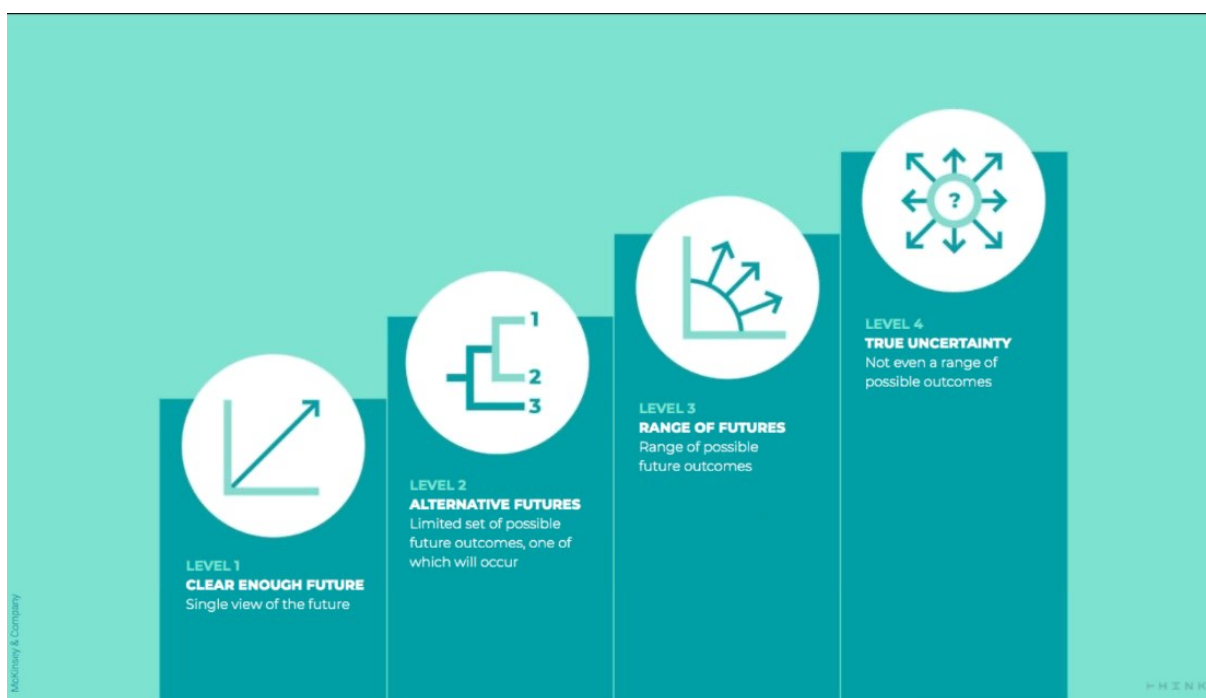 ?
1
2
3
LEVEL 1
CLEAR ENOUGH FUTURE
Single view of the future
LEVEL 2
ALTERNATIVE FUTURES
Limited set of possible
future outcomes, one of
which will occur
LEVEL 3
RANGE OF FUTURES
Range of possible
future outcomes
LEVEL 4
TRUE UNCERTAINTY
Not even a range of
possible outcomes
McKinsey & Company
THINK